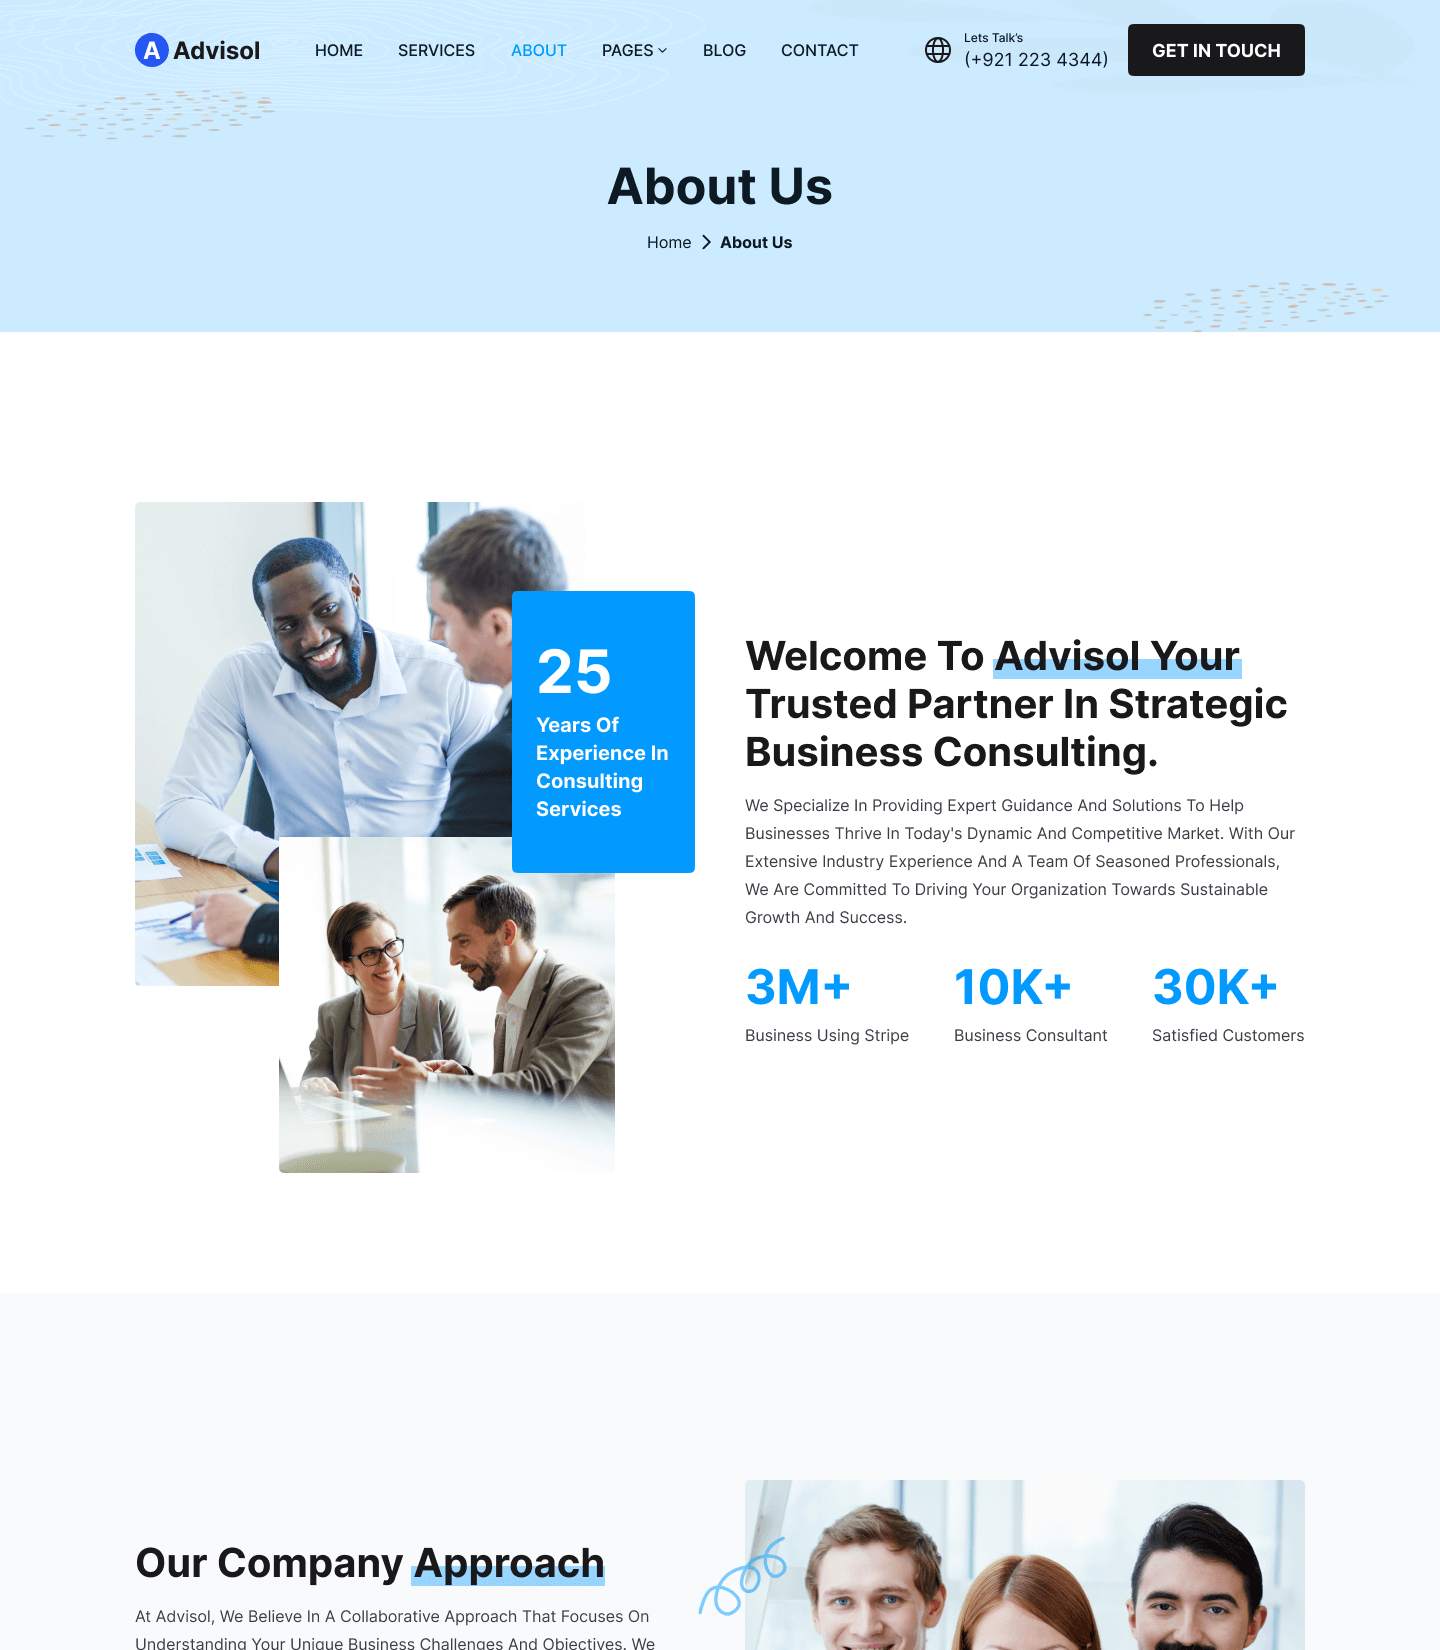 A Advisol
HOME SERVICES ABOUT PAGES BLOG CONTACT
Lets Talk's
(+921 223 4344)
GET IN TOUCH
About Us
Home > About Us
25
Years Of
Experience In
Consulting
Services
Welcome To Advisol Your
Trusted Partner In Strategic
Business Consulting.
We Specialize In Providing Expert Guidance And Solutions To Help
Businesses Thrive In Today's Dynamic And Competitive Market. With Our
Extensive Industry Experience And A Team Of Seasoned Professionals,
We Are Committed To Driving Your Organization Towards Sustainable
Growth And Success.
3M+
Business Using Stripe
10K+
Business Consultant
30K+
Satisfied Customers
Our Company Approach
At Advisol, We Believe In A Collaborative Approach That Focuses On
Understanding Your Unique Business Challenges And Objectives. We